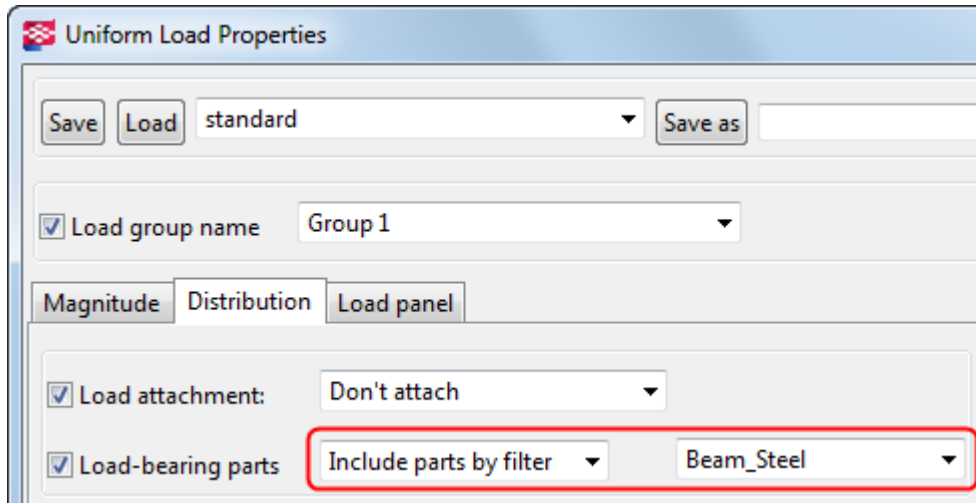 Uniform Load Properties
Save Load standard Save as
Load group name Group 1
Magnitude Distribution Load panel
Load attachment: Don't attach
Load-bearing parts Include parts by filter Beam_Steel